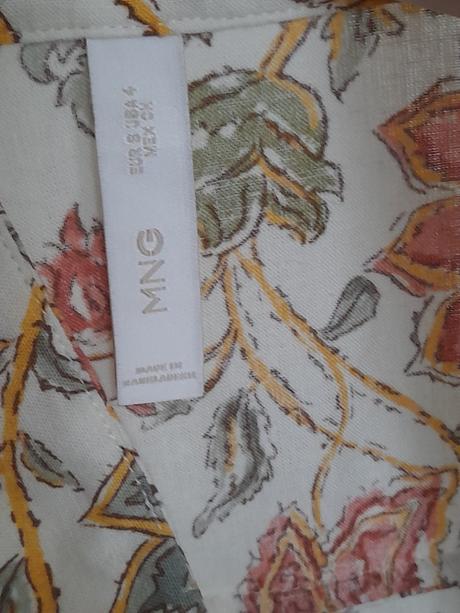 EUR S USA 4
MEX CH
MNG
MADE IN
BANGLADESH